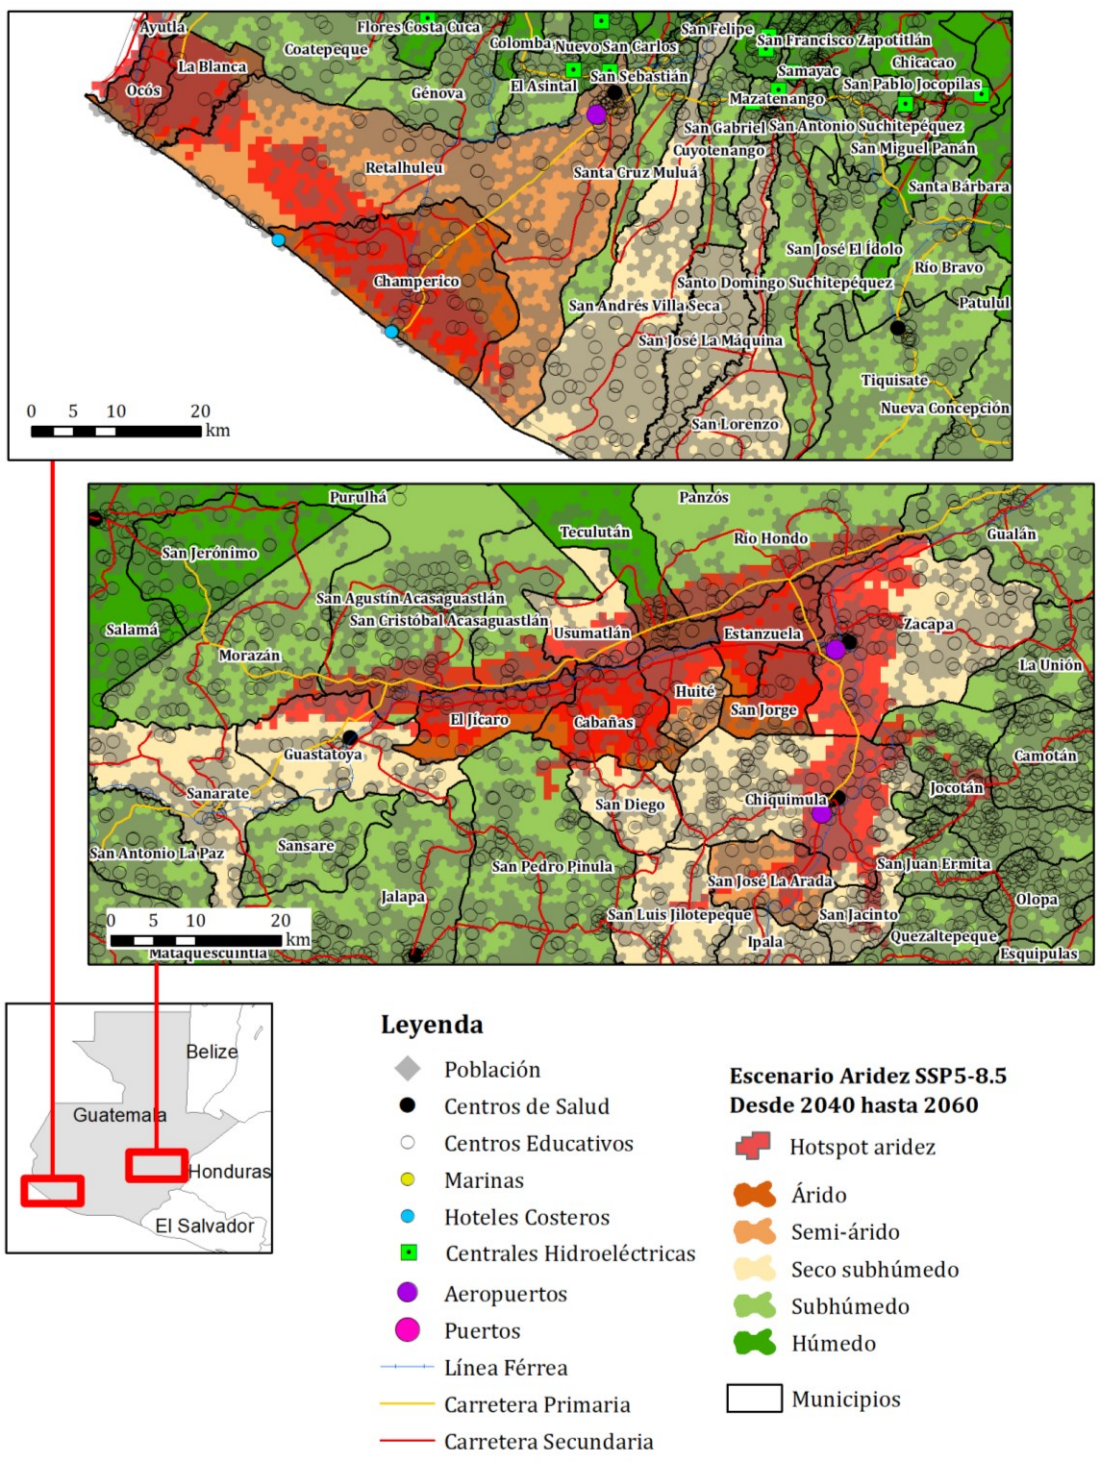 Ayutla
Flores Costa Cuca
San Felipe
Coatepeque
Colomba
Nuevo San Carlos
San Francisco Zapotitlán
La Blanca
Chicacao
Ocós
Génova
El Asintal
San Sebastián
Samayac
San Pablo Jocopilas
Mazatenango
San Gabriel
San Antonio Suchitepéquez
Cuyotenango
San Miguel Panán
Retalhuleu
Santa Cruz Muluá
Santa Bárbara
San José El Ídolo
Río Bravo
Champerico
Santo Domingo Suchitepéquez
San Andrés Villa Seca
Patulul
San José La Máquina
Tiquisate
Nueva Concepción
San Lorenzo
0 5 10 20
km
Purulhá
Panzós
Teculután
Río Hondo
Gualán
San Jerónimo
San Agustín Acasaguastlán
San Cristóbal Acasaguastlán
Salamá
Usumatlán
Estanzuela
Zacapa
Morazán
La Unión
Huité
San Jorge
El Jícaro
Cabañas
Guastatoya
Camotán
Sanarate
San Diego
Chiquimula
Jocotán
Sansare
San Antonio La Paz
San Pedro Pinula
San Juan Ermita
San José La Arada
Jalapa
Olopa
San Luis Jilotepeque
San Jacinto
0 5 10 20
km
Ipala
Quezaltepeque
Mataquescuintla
Esquipulas
Belize
Guatemala
Honduras
El Salvador
Leyenda
Población
Centros de Salud
Centros Educativos
Marinas
Hoteles Costeros
Centrales Hidroeléctricas
Aeropuertos
Puertos
Línea Férrea
Carretera Primaria
Carretera Secundaria
Escenario Aridez SSP5-8.5
Desde 2040 hasta 2060
Hotspot aridez
Árido
Semi-árido
Seco subhúmedo
Subhúmedo
Húmedo
Municipios